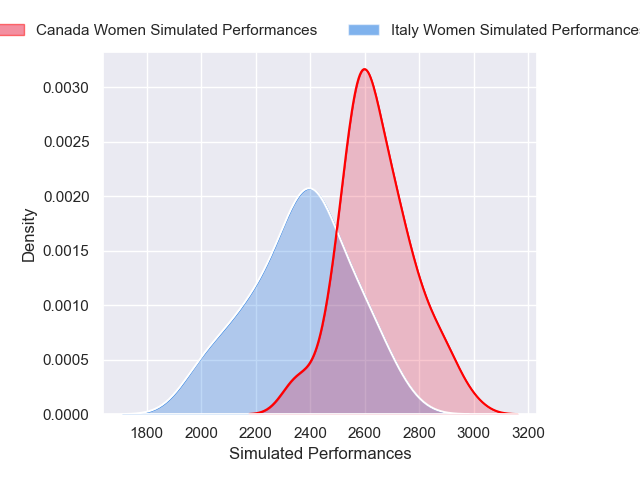 Canada Women Simulated Performances
Italy Women Simulated Performances
0.0030
0.0025
0.0020
0.0015
0.0010
0.0005
0.0000
Density
1800 2000 2200 2400 2600 2800 3000 3200
Simulated Performances